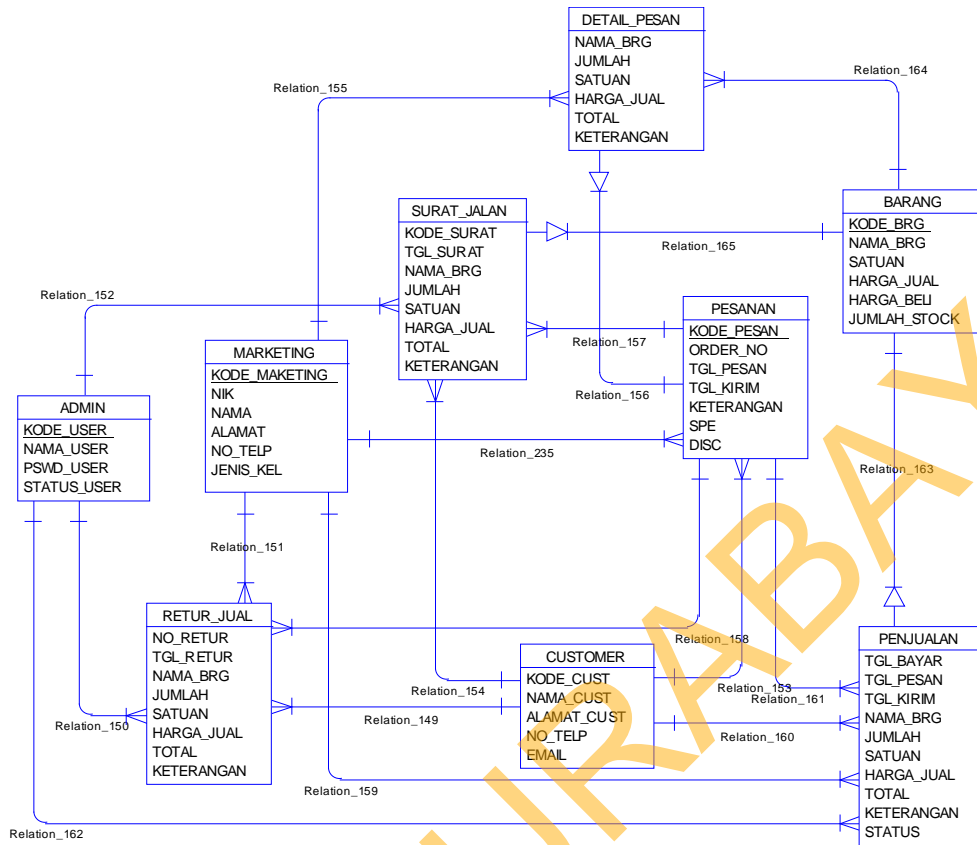 DETAIL_PESAN
NAMA_BRG
JUMLAH
SATUAN
HARGA_JUAL
TOTAL
KETERANGAN
Relation_155
Relation_164
SURAT_JALAN
KODE_SURAT
TGL_SURAT
NAMA_BRG
JUMLAH
SATUAN
HARGA_JUAL
TOTAL
KETERANGAN
BARANG
KODE_BRG
NAMA_BRG
SATUAN
HARGA_JUAL
HARGA_BELI
JUMLAH_STOCK
Relation_165
Relation_152
PESANAN
KODE_PESAN
ORDER_NO
TGL_PESAN
TGL_KIRIM
KETERANGAN
SPE
DISC
Relation_157
Relation_156
MARKETING
KODE_MAKETING
NIK
NAMA
ALAMAT
NO_TELP
JENIS_KEL
ADMIN
KODE_USER
NAMA_USER
PSWD_USER
STATUS_USER
Relation_235
Relation_163
Relation_151
RETUR_JUAL
NO_RETUR
TGL_RETUR
NAMA_BRG
JUMLAH
SATUAN
HARGA_JUAL
TOTAL
KETERANGAN
Relation_158
CUSTOMER
KODE_CUST
NAMA_CUST
ALAMAT_CUST
NO_TELP
EMAIL
PENJUALAN
TGL_BAYAR
TGL_PESAN
TGL_KIRIM
NAMA_BRG
JUMLAH
SATUAN
HARGA_JUAL
TOTAL
KETERANGAN
STATUS
Relation_154
Relation_153
Relation_161
Relation_150
Relation_149
Relation_160
Relation_159
Relation_162
URABAY